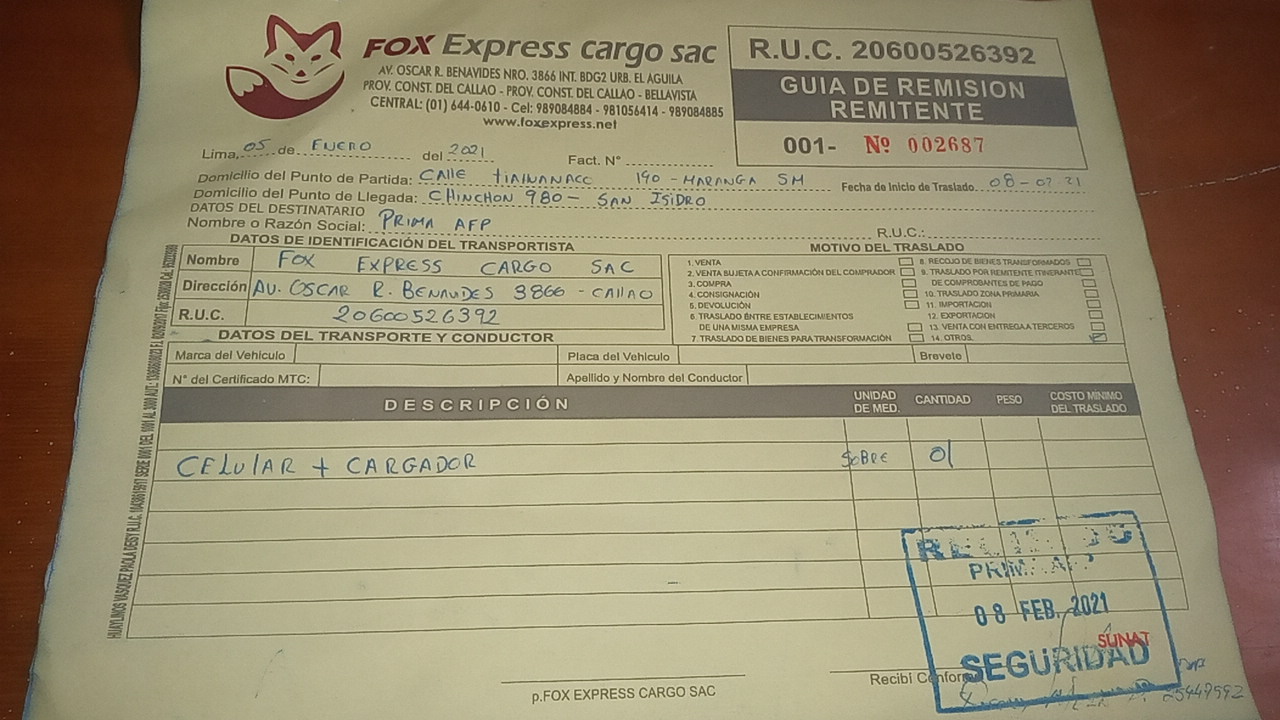 FOX Express cargo sac
AV. OSCAR R. BENAVIDES NRO. 3866 INT. BDG2 URB. EL AGUILA
PROV. CONST. DEL CALLAO - PROV. CONST. DEL CALLAO - BELLAVISTA
CENTRAL: (01) 644-0610 - Cel: 989084884 - 981056414 - 989084885
www.foxexpress.net
R.U.C. 20600526392
GUIA DE REMISION
REMITENTE
001- Nº 002687
Lima, 05 de ENERO del 2021 Fact. N°
Domicilio del Punto de Partida: CALLE TIAHUANACO 190 - MARANGA SM Fecha de Inicio de Traslado. 08-02-21
Domicilio del Punto de Llegada: CHINCHON 980 - SAN ISIDRO
DATOS DEL DESTINATARIO
Nombre o Razón Social: PRIMA AFP R.U.C.:
DATOS DE IDENTIFICACIÓN DEL TRANSPORTISTA
Nombre FOX EXPRESS CARGO SAC
Dirección AV. OSCAR R. BENAVIDES 3866 - CALLAO
R.U.C. 20600526392
MOTIVO DEL TRASLADO
1. VENTA
2. VENTA SUJETA A CONFIRMACIÓN DEL COMPRADOR
3. COMPRA
4. CONSIGNACIÓN
5. DEVOLUCIÓN
6. TRASLADO ENTRE ESTABLECIMIENTOS
DE UNA MISMA EMPRESA
7. TRASLADO DE BIENES PARA TRANSFORMACIÓN
8. RECOJO DE BIENES TRANSFORMADOS
9. TRASLADO POR REMITENTE ITINERANTE
DE COMPROBANTES DE PAGO
10. TRASLADO ZONA PRIMARIA
11. IMPORTACION
12. EXPORTACION
13. VENTA CON ENTREGA A TERCEROS
14. OTROS
DATOS DEL TRANSPORTE Y CONDUCTOR
Marca del Vehiculo Placa del Vehiculo Brevete
N° del Certificado MTC: Apellido y Nombre del Conductor
DESCRIPCIÓN UNIDAD DE MED. CANTIDAD PESO COSTO MÍNIMO DEL TRASLADO
CELULAR + CARGADOR SOBRE 01
RECIBIDO
PRIMA AFP
08 FEB. 2021
SUNAT
SEGURIDAD
p.FOX EXPRESS CARGO SAC
Recibí Conforme